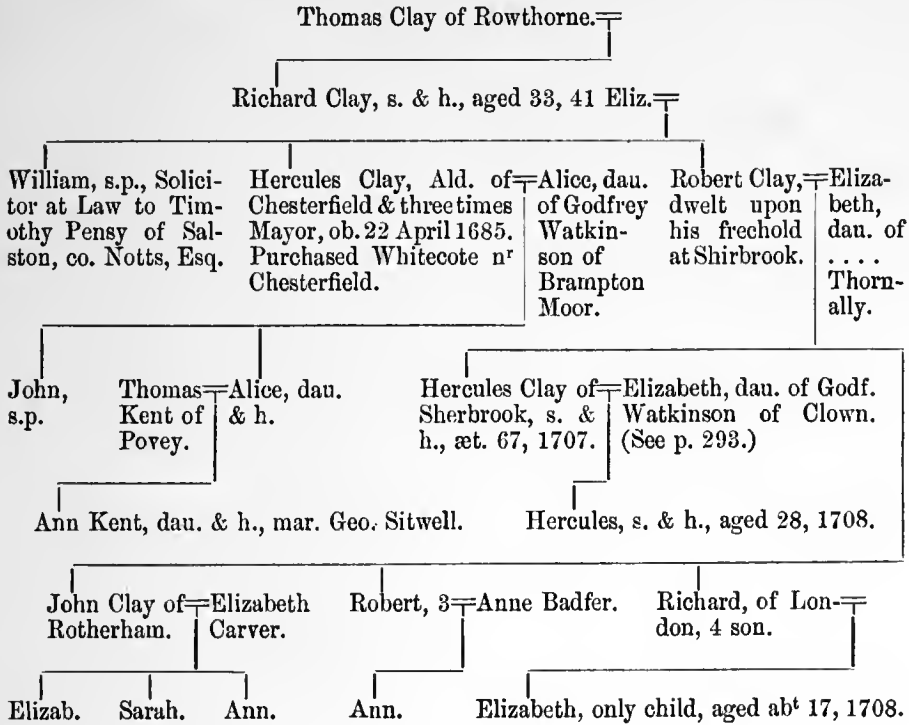 Thomas Clay of Rowthorne.
Richard Clay, s. & h., aged 33, 41 Eliz.
William, s.p., Solici-
tor at Law to Tim-
othy Pensy of Sal-
ston, co. Notts, Esq.
Hercules Clay, Ald. of
Chesterfield & three times
Mayor, ob. 22 April 1685.
Purchased Whitecote nʳ
Chesterfield.
Alice, dau.
of Godfrey
Watkin-
son of
Brampton
Moor.
Robert Clay,
dwelt upon
his freehold
at Shirbrook.
Eliza-
beth,
dau. of
. . . .
Thorn-
ally.
John,
s.p.
Thomas
Kent of
Povey.
Alice, dau.
& h.
Hercules Clay of
Sherbrook, s. &
h., æt. 67, 1707.
Elizabeth, dau. of Godf.
Watkinson of Clown.
(See p. 293.)
Ann Kent, dau. & h., mar. Geo. Sitwell.
Hercules, s. & h., aged 28, 1708.
John Clay of
Rotherham.
Elizabeth
Carver.
Robert, 3
Anne Badfer.
Richard, of Lon-
don, 4 son.
Elizab.
Sarah.
Ann.
Ann.
Elizabeth, only child, aged abᵗ 17, 1708.